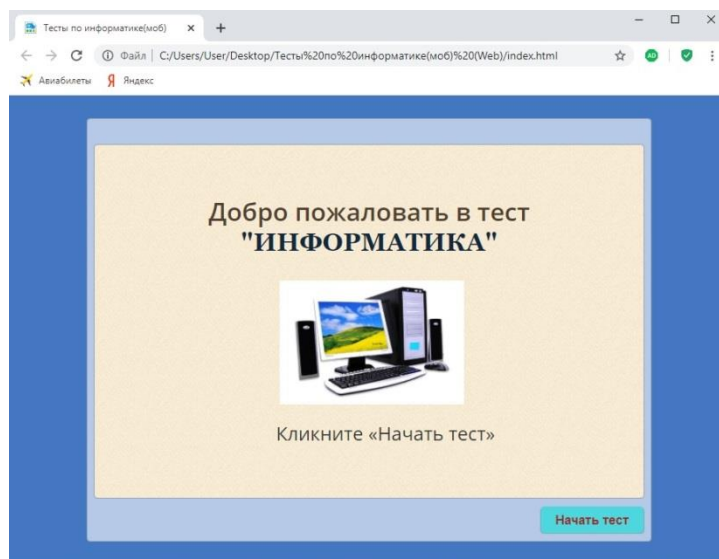 Тесты по информатике(моб)
Файл | C:/Users/User/Desktop/Тесты%20по%20информатике(моб)%20(Web)/index.html
Авиабилеты Яндекс
Добро пожаловать в тест
"ИНФОРМАТИКА"
Кликните «Начать тест»
Начать тест